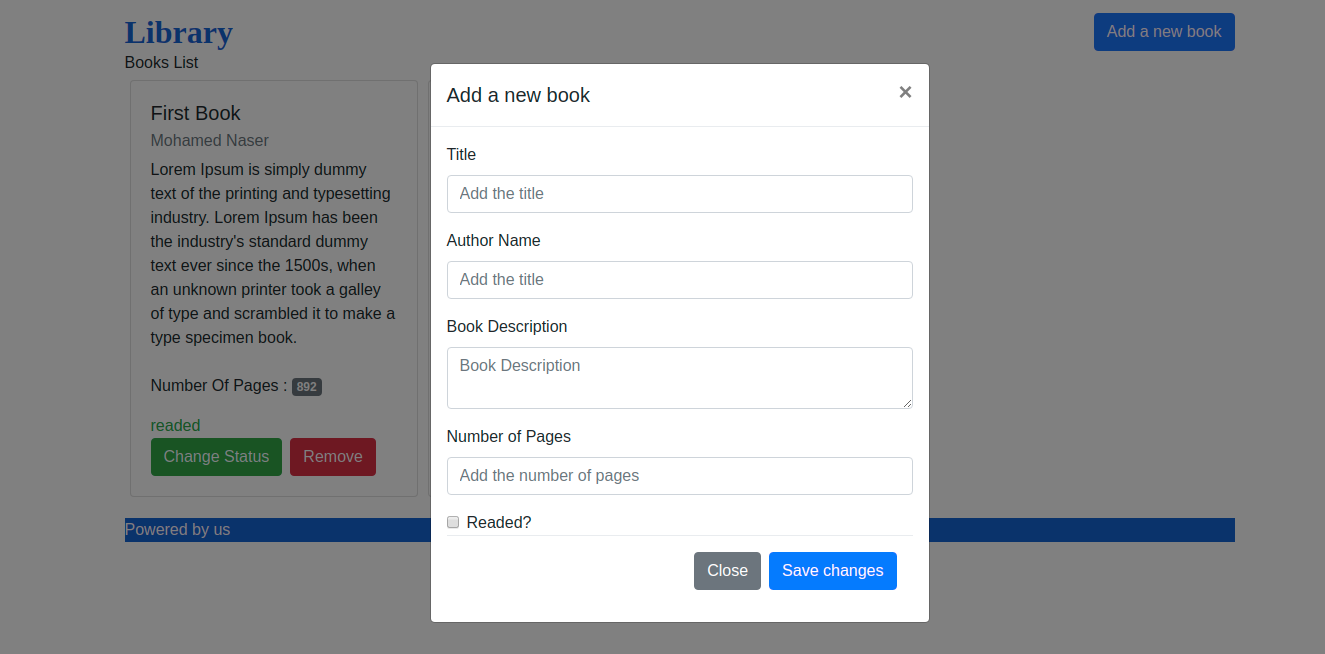 Library
Add a new book
Books List
First Book
Mohamed Naser
Lorem Ipsum is simply dummy
text of the printing and typesetting
industry. Lorem Ipsum has been
the industry's standard dummy
text ever since the 1500s, when
an unknown printer took a galley
of type and scrambled it to make a
type specimen book.
Number Of Pages : 892
readed
Change Status
Remove
Powered by us
Add a new book
×
Title
Add the title
Author Name
Add the title
Book Description
Book Description
Number of Pages
Add the number of pages
Readed?
Close
Save changes